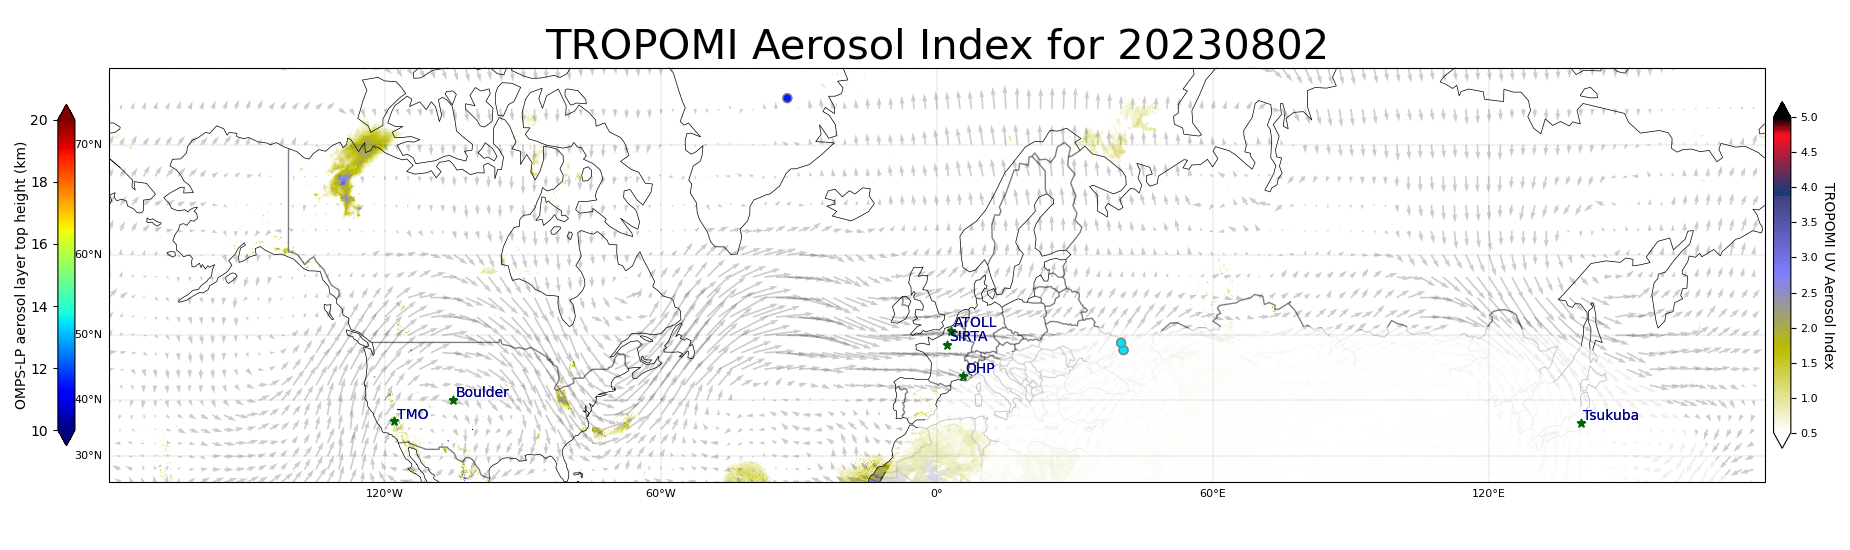 TROPOMI Aerosol Index for 20230802
OMPS-LP aerosol layer top height (km)
20
18
16
14
12
10
70°N
60°N
50°N
40°N
30°N
120°W
60°W
0°
60°E
120°E
ATOLL
SIRTA
OHP
Boulder
TMO
Tsukuba
5.0
4.5
4.0
3.5
3.0
2.5
2.0
1.5
1.0
0.5
TROPOMI UV Aerosol Index